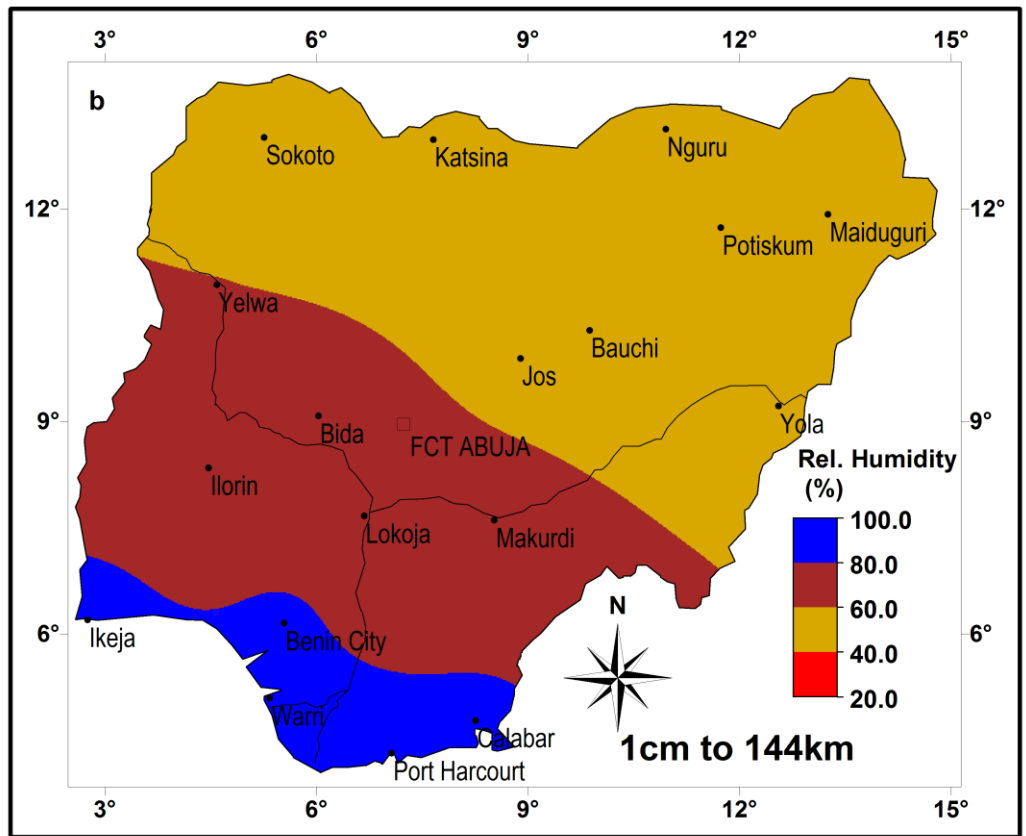 3° 6° 9° 12° 15°
b
Sokoto
Katsina
Nguru
12° 12°
Maiduguri
Potiskum
Yelwa
Bauchi
Jos
9° 9°
Yola
Bida
FCT ABUJA
Rel. Humidity
(%)
Ilorin
100.0
Lokoja
Makurdi
80.0
60.0
N
6° 6°
Ikeja
Benin City
40.0
20.0
Warri
Calabar
1cm to 144km
Port Harcourt
3° 6° 9° 12° 15°